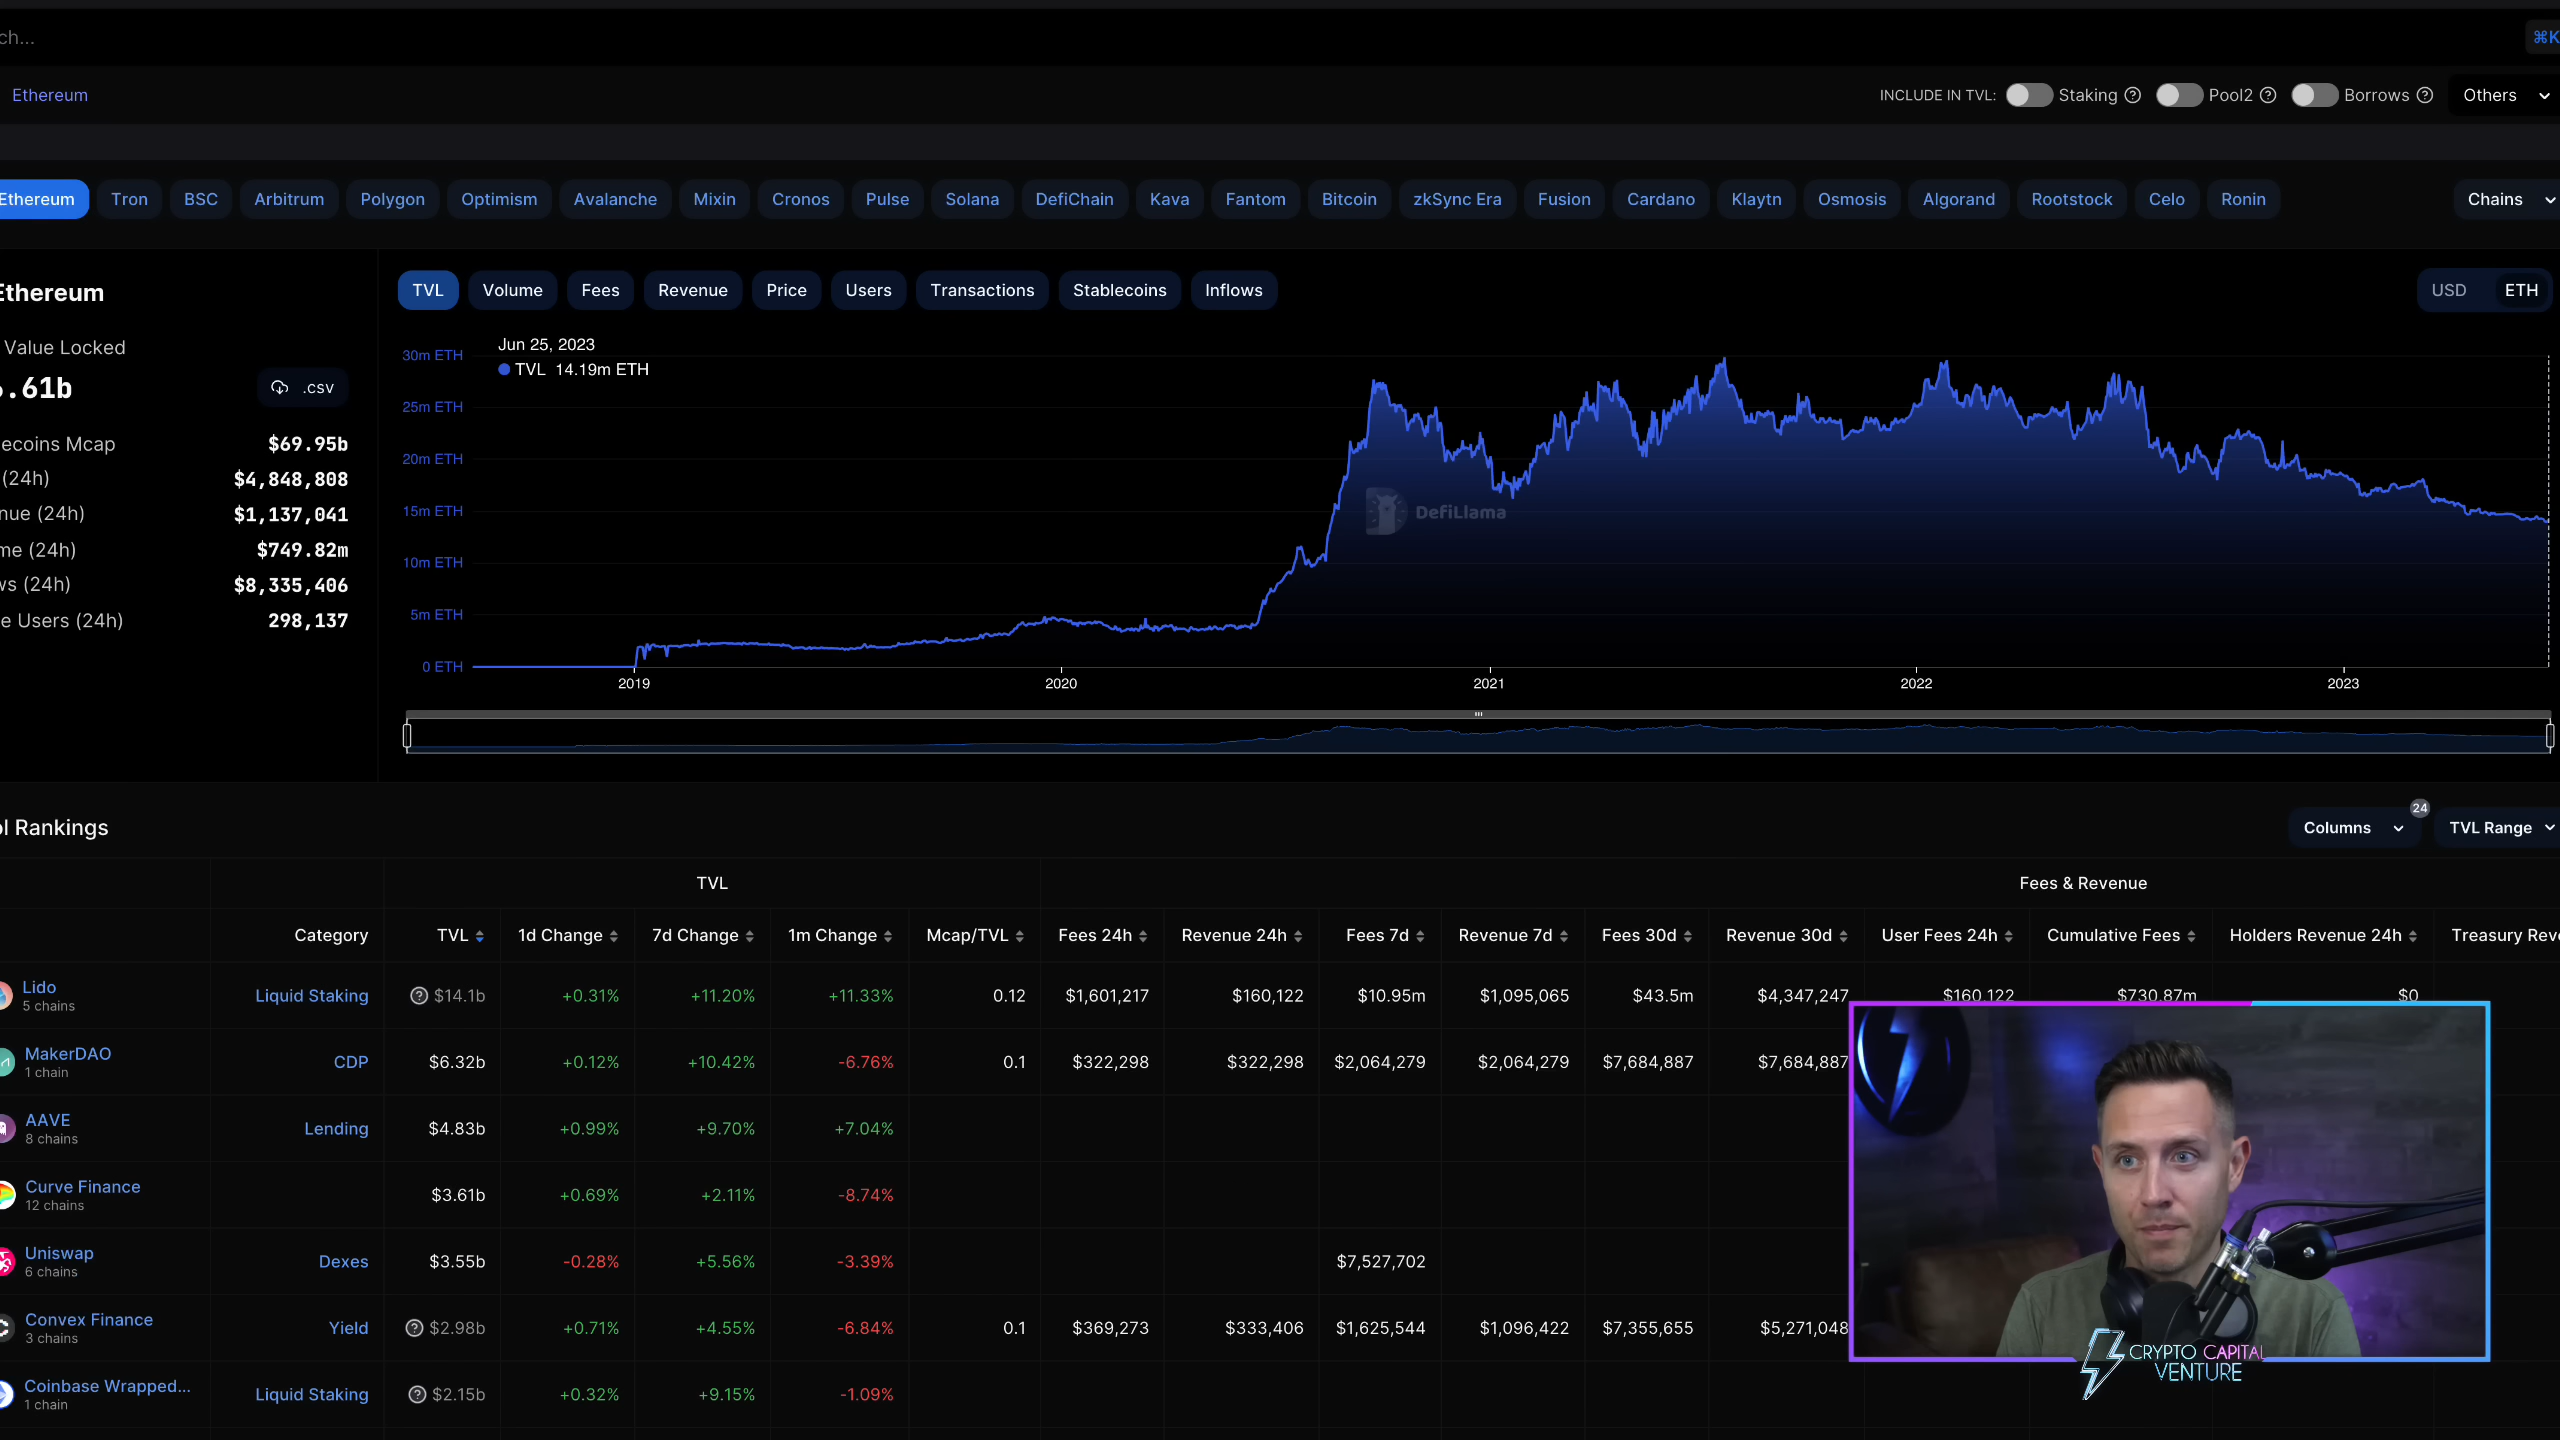 ch...
⌘K
Ethereum
INCLUDE IN TVL: Staking Pool2 Borrows Others
Ethereum Tron BSC Arbitrum Polygon Optimism Avalanche Mixin Cronos Pulse Solana DefiChain Kava Fantom Bitcoin zkSync Era Fusion Cardano Klaytn Osmosis Algorand Rootstock Celo Ronin Chains
Ethereum
Value Locked
.61b
.csv
ecoins Mcap $69.95b
(24h) $4,848,808
nue (24h) $1,137,041
me (24h) $749.82m
ws (24h) $8,335,406
e Users (24h) 298,137
TVL Volume Fees Revenue Price Users Transactions Stablecoins Inflows
USD ETH
Jun 25, 2023
TVL 14.19m ETH
30m ETH
25m ETH
20m ETH
15m ETH
10m ETH
5m ETH
0 ETH
DefiLlama
2019 2020 2021 2022 2023
ol Rankings
24
Columns TVL Range
TVL Fees & Revenue
Category TVL 1d Change 7d Change 1m Change Mcap/TVL Fees 24h Revenue 24h Fees 7d Revenue 7d Fees 30d Revenue 30d User Fees 24h Cumulative Fees Holders Revenue 24h Treasury Reve
Lido
5 chains
Liquid Staking $14.1b +0.31% +11.20% +11.33% 0.12 $1,601,217 $160,122 $10.95m $1,095,065 $43.5m $4,347,247 $160,122 $730.87m $0
MakerDAO
1 chain
CDP $6.32b +0.12% +10.42% -6.76% 0.1 $322,298 $322,298 $2,064,279 $2,064,279 $7,684,887 $7,684,887
AAVE
8 chains
Lending $4.83b +0.99% +9.70% +7.04%
Curve Finance
12 chains
$3.61b +0.69% +2.11% -8.74%
Uniswap
6 chains
Dexes $3.55b -0.28% +5.56% -3.39% $7,527,702
Convex Finance
3 chains
Yield $2.98b +0.71% +4.55% -6.84% 0.1 $369,273 $333,406 $1,625,544 $1,096,422 $7,355,655 $5,271,048
Coinbase Wrapped...
1 chain
Liquid Staking $2.15b +0.32% +9.15% -1.09%
CRYPTO CAPITAL
VENTURE